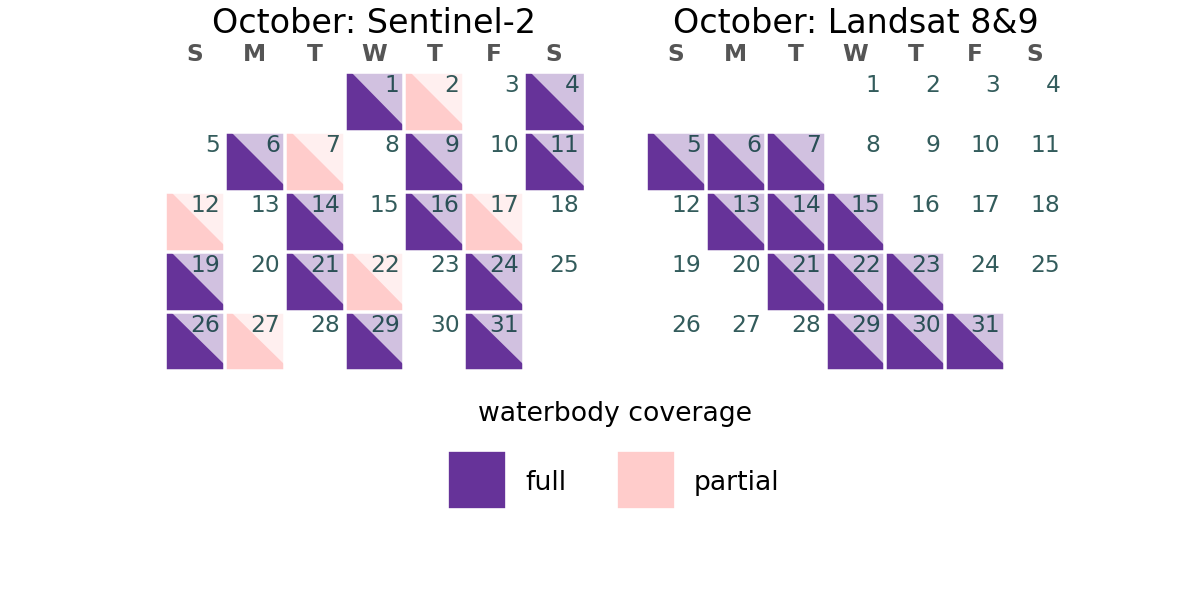 October: Sentinel-2
S M T W T F S
1 2 3 4
5 6 7 8 9 10 11
12 13 14 15 16 17 18
19 20 21 22 23 24 25
26 27 28 29 30 31
October: Landsat 8&9
S M T W T F S
1 2 3 4
5 6 7 8 9 10 11
12 13 14 15 16 17 18
19 20 21 22 23 24 25
26 27 28 29 30 31
waterbody coverage
full partial